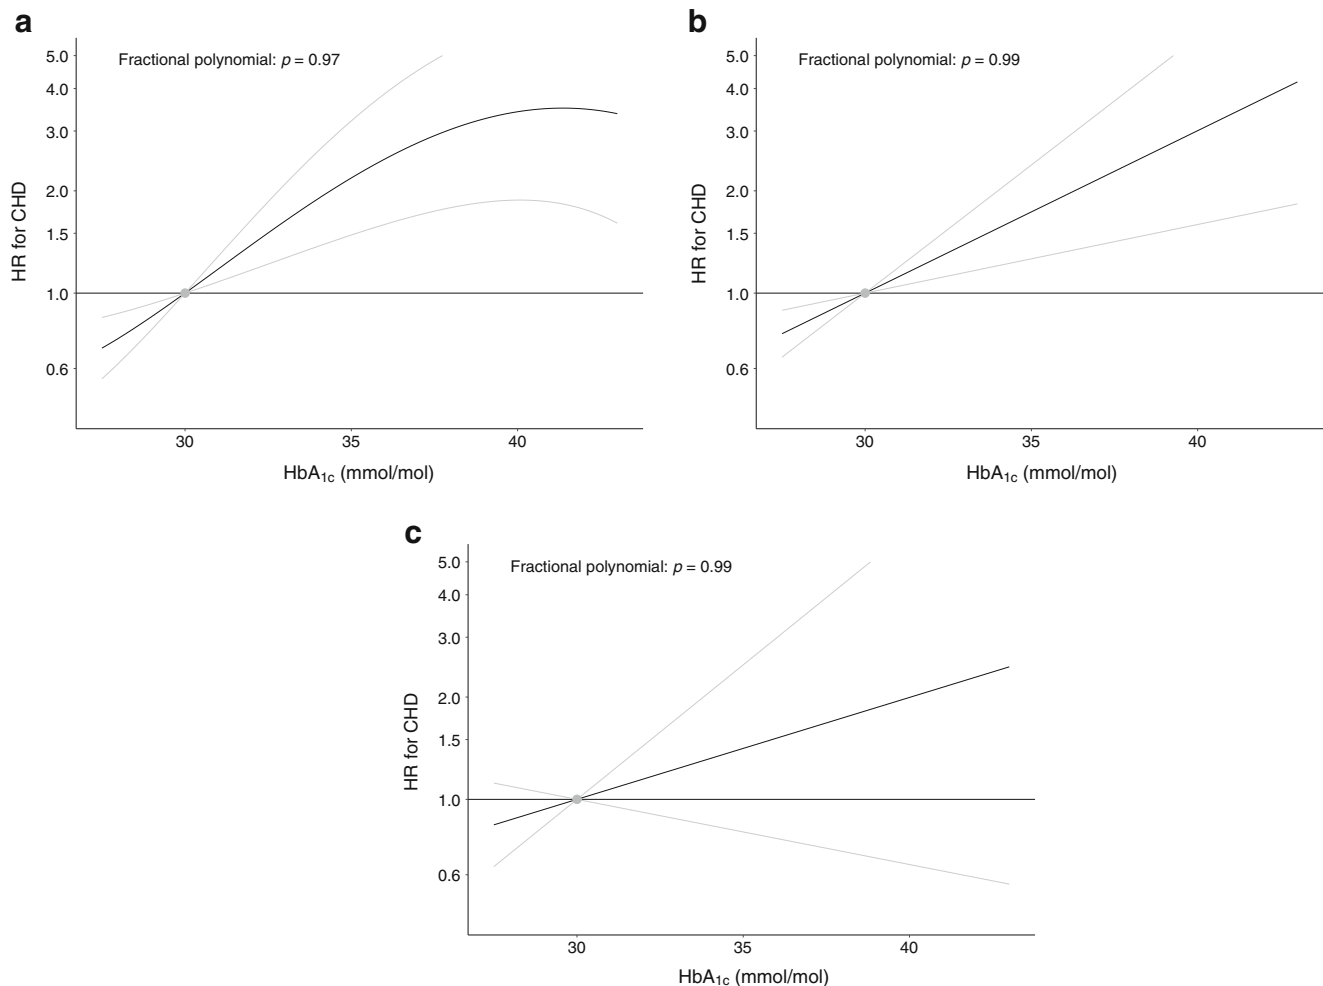 a
Fractional polynomial: p = 0.97
5.0
4.0
3.0
2.0
1.5
1.0
0.6
HR for CHD
30 35 40
HbA1c (mmol/mol)
b
Fractional polynomial: p = 0.99
5.0
4.0
3.0
2.0
1.5
1.0
0.6
HR for CHD
30 35 40
HbA1c (mmol/mol)
c
Fractional polynomial: p = 0.99
5.0
4.0
3.0
2.0
1.5
1.0
0.6
HR for CHD
30 35 40
HbA1c (mmol/mol)